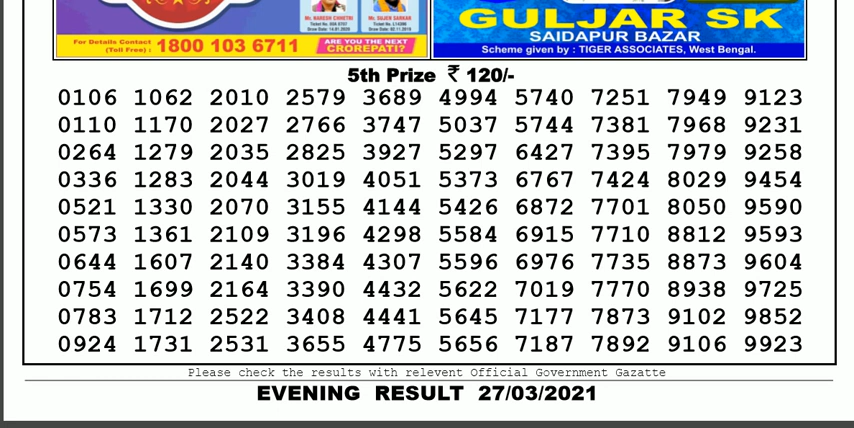 Mr. NARESH CHHETRI
Mr. SUJEN SARKAR
For Details Contact
(Toll Free) : 1800 103 6711
ARE YOU THE NEXT
CROREPATI?
GULJAR SK
SAIDAPUR BAZAR
Scheme given by : TIGER ASSOCIATES, West Bengal.
5th Prize ₹ 120/-
0106 1062 2010 2579 3689 4994 5740 7251 7949 9123
0110 1170 2027 2766 3747 5037 5744 7381 7968 9231
0264 1279 2035 2825 3927 5297 6427 7395 7979 9258
0336 1283 2044 3019 4051 5373 6767 7424 8029 9454
0521 1330 2070 3155 4144 5426 6872 7701 8050 9590
0573 1361 2109 3196 4298 5584 6915 7710 8812 9593
0644 1607 2140 3384 4307 5596 6976 7735 8873 9604
0754 1699 2164 3390 4432 5622 7019 7770 8938 9725
0783 1712 2522 3408 4441 5645 7177 7873 9102 9852
0924 1731 2531 3655 4775 5656 7187 7892 9106 9923
Please check the results with relevent Official Government Gazatte
EVENING RESULT 27/03/2021